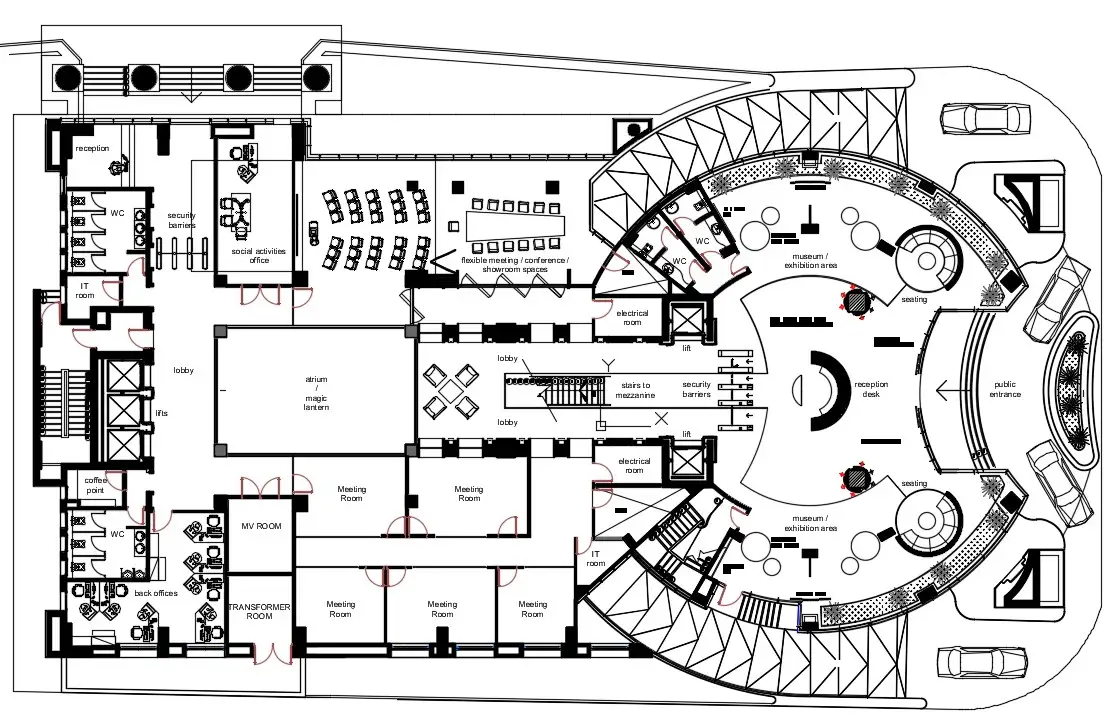 reception
WC
security
barriers
social activities
office
flexible meeting / conference /
showroom spaces
WC
WC
museum /
exhibition area
seating
IT
room
electrical
room
lift
lobby
lobby
atrium
/
magic
lantern
stairs to
mezzanine
security
barriers
reception
desk
public
entrance
lifts
lobby
lift
electrical
room
coffee
point
Meeting
Room
Meeting
Room
seating
museum /
exhibition area
WC
MV ROOM
IT
room
back offices
TRANSFORMER
ROOM
Meeting
Room
Meeting
Room
Meeting
Room